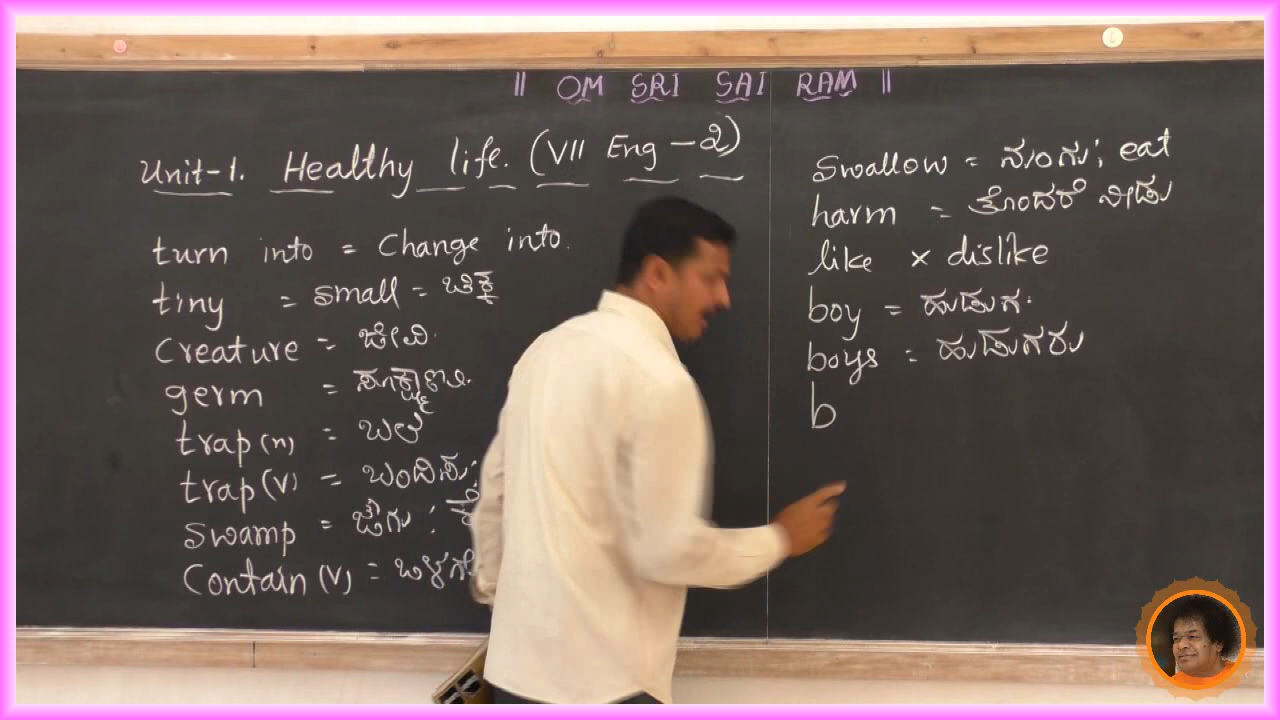 || OM SRI SAI RAM ||
Unit-1. Healthy life. (VII Eng - 2)
turn into = Change into.
tiny = small = ಚಿಕ್ಕ
Creature = ಜೀವಿ.
germ = ಸೂಕ್ಷ್ಮಾಣು.
trap (n) = ಬಲೆ
trap (v) = ಬಂದಿಸು;
swamp = ಜೌಗು ;
Contain (v) =
swallow = ನುಂಗು; eat
harm = ತೊಂದರೆ ನೀಡು
like × dislike
boy = ಹುಡುಗ.
boys = ಹುಡುಗರು
b